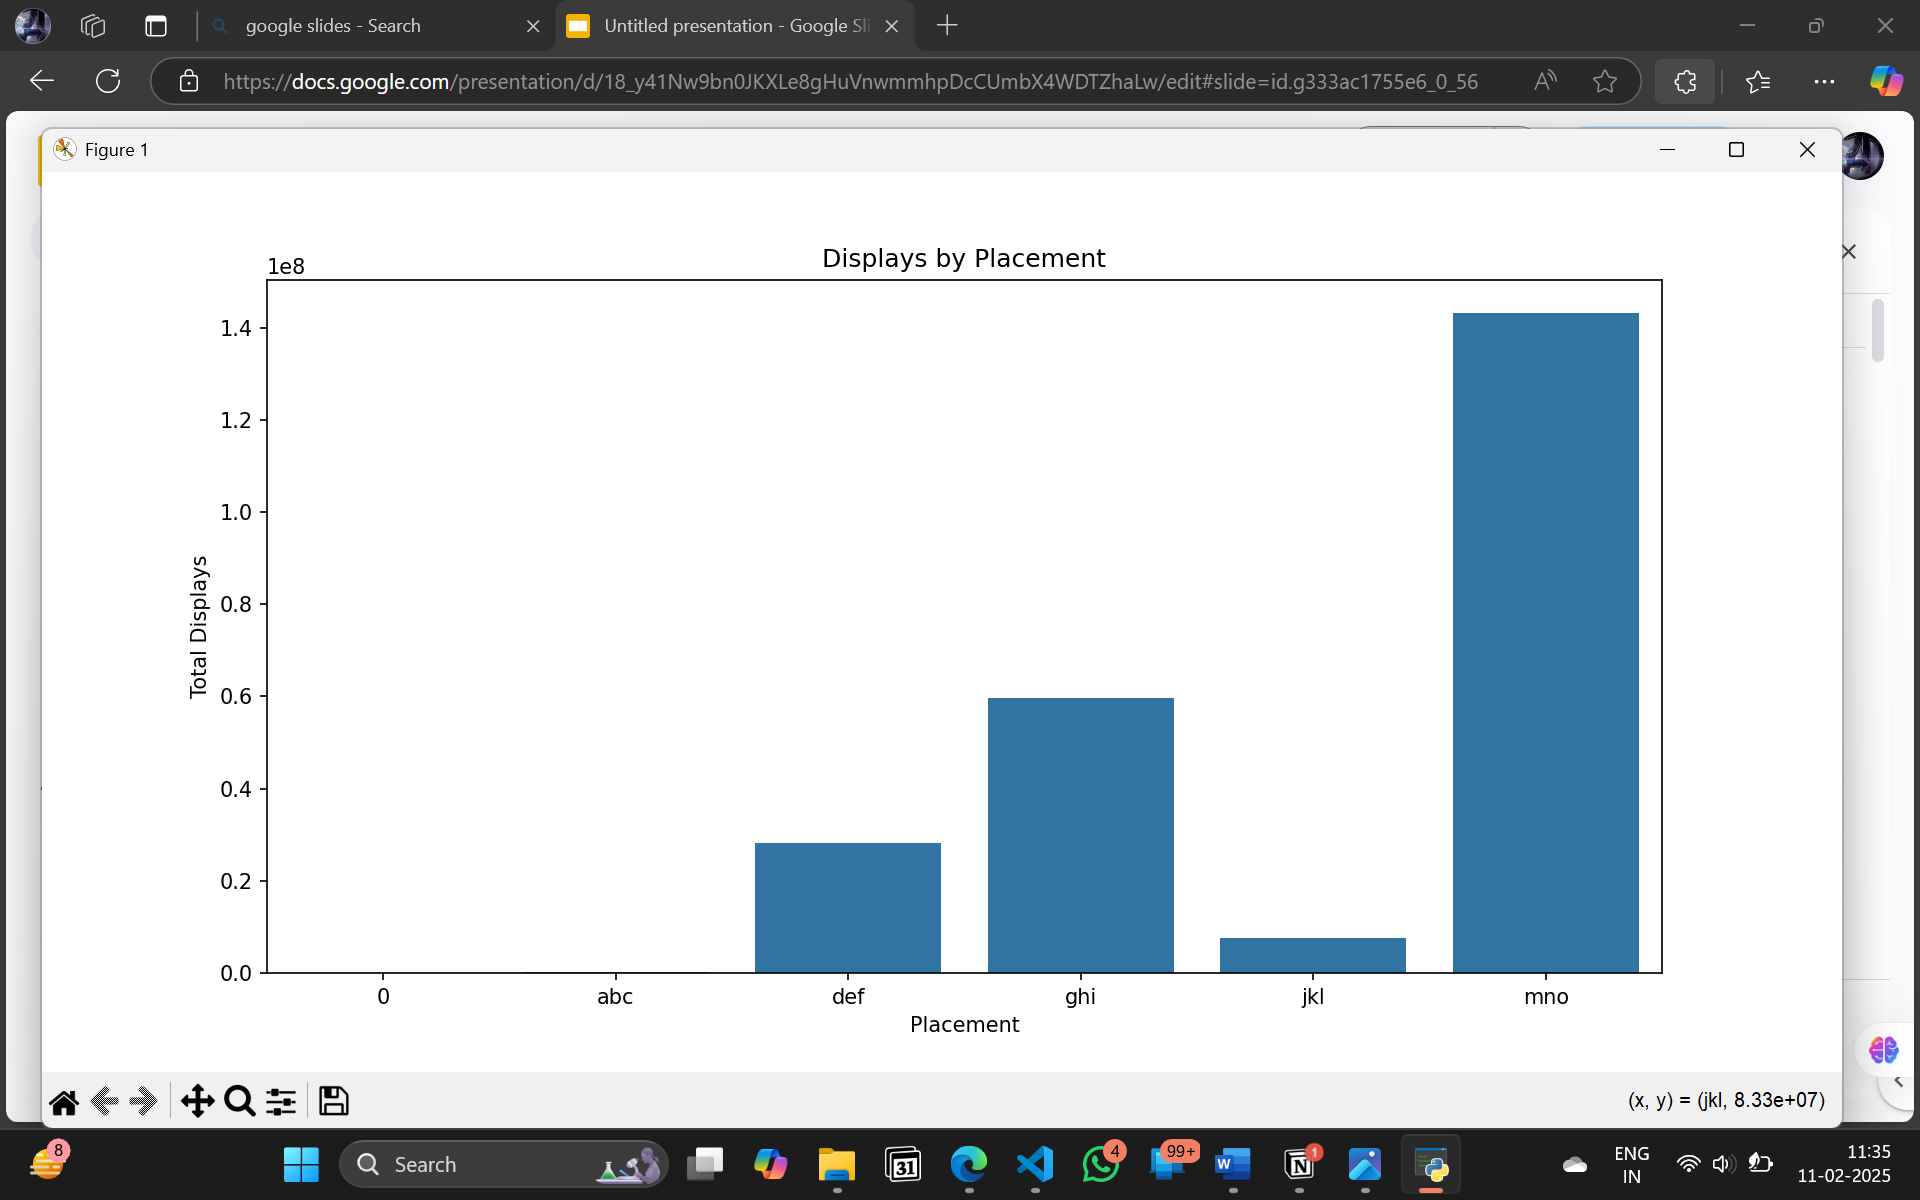 google slides - Search
Untitled presentation - Google Sli
https://docs.google.com/presentation/d/18_y41Nw9bn0JKXLe8gHuVnwmmhpDcCUmbX4WDTZhaLw/edit#slide=id.g333ac1755e6_0_56
Figure 1
Displays by Placement
1e8
1.4
1.2
1.0
0.8
0.6
0.4
0.2
0.0
Total Displays
0 abc def ghi jkl mno
Placement
(x, y) = (jkl, 8.33e+07)
8
Search
31
4
99+
W
N
1
ENG
IN
11:35
11-02-2025